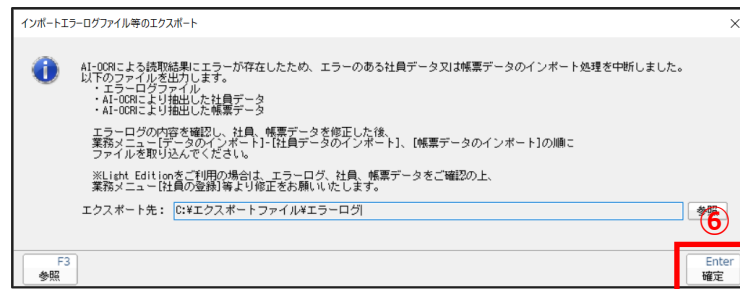 インポートエラーログファイル等のエクスポート
AI-OCRによる読取結果にエラーが存在したため、エラーのある社員データ又は帳票データのインポート処理を中断しました。
以下のファイルを出力します。
・エラーログファイル
・AI-OCRにより抽出した社員データ
・AI-OCRにより抽出した帳票データ
エラーログの内容を確認し、社員、帳票データを修正した後、
業務メニュー[データのインポート]-[社員データのインポート]、[帳票データのインポート]の順に
ファイルを取り込んでください。
※Light Editionをご利用の場合は、エラーログ、社員、帳票データをご確認の上、
業務メニュー[社員の登録]等より修正をお願いいたします。
エクスポート先： C:¥エクスポートファイル¥エラーログ 参照
⑥
F3 Enter
参照 確定